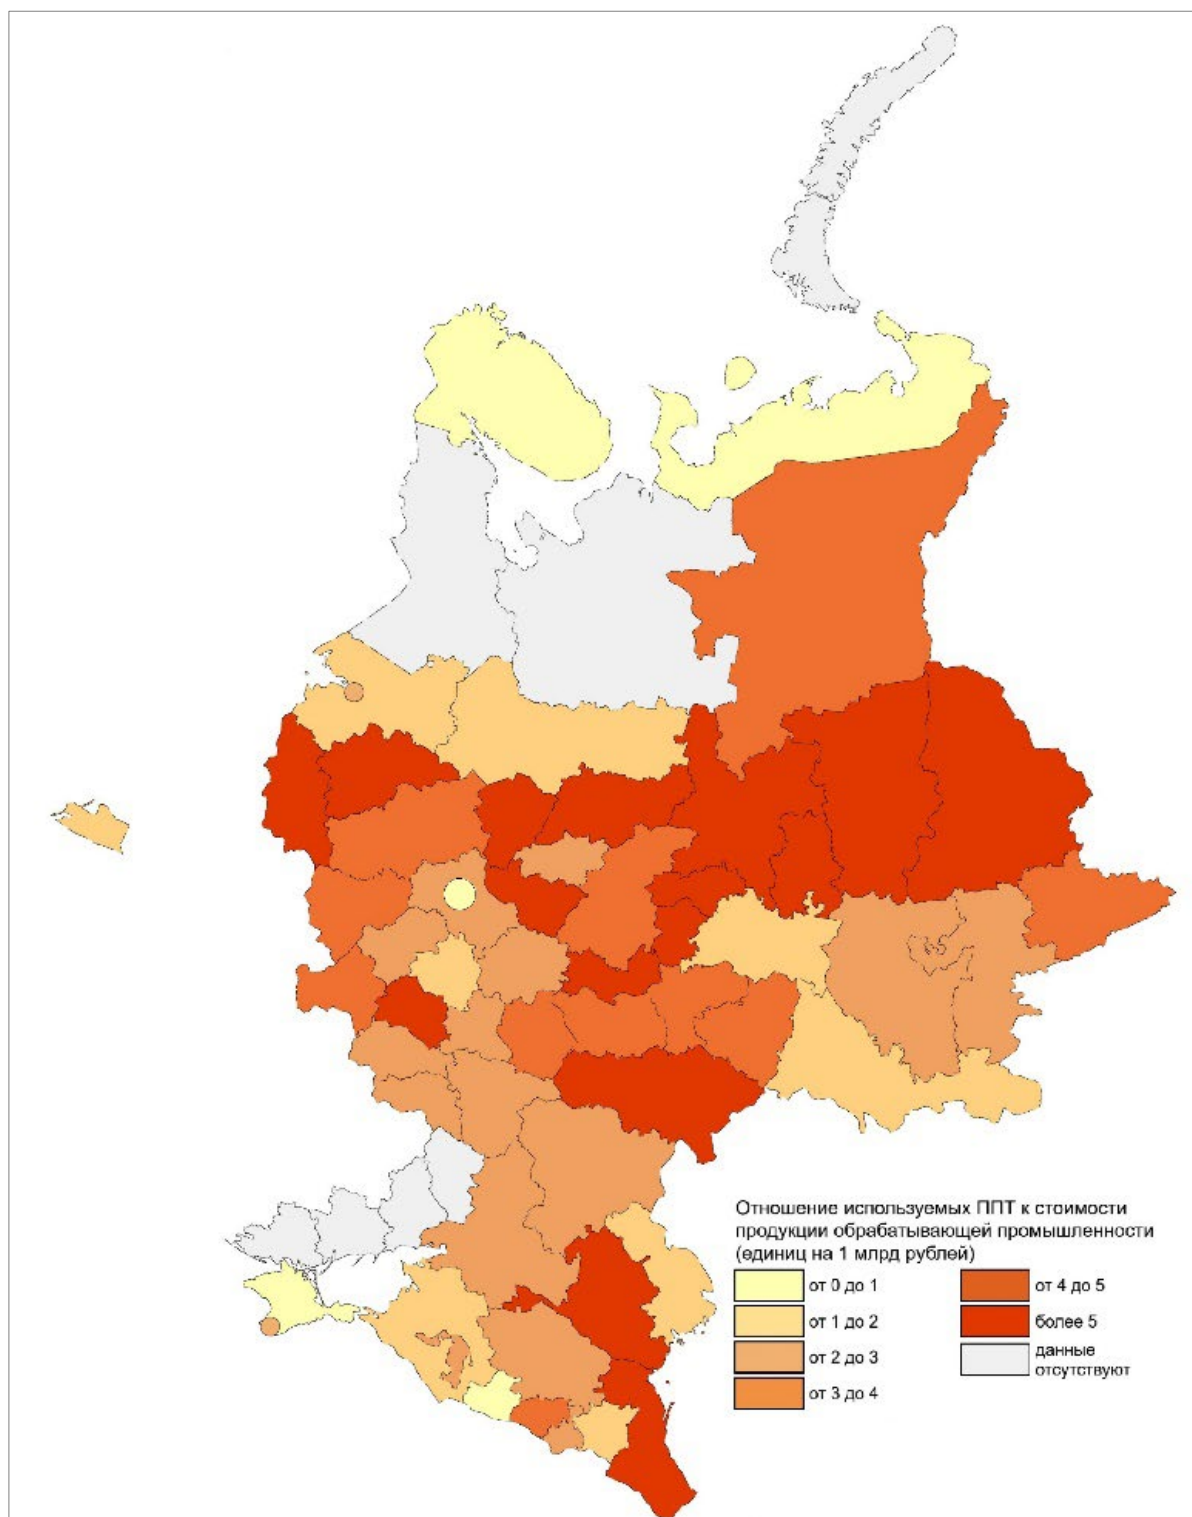 Отношение используемых ППТ к стоимости
продукции обрабатывающей промышленности
(единиц на 1 млрд рублей)
от 0 до 1
от 1 до 2
от 2 до 3
от 3 до 4
от 4 до 5
более 5
данные
отсутствуют